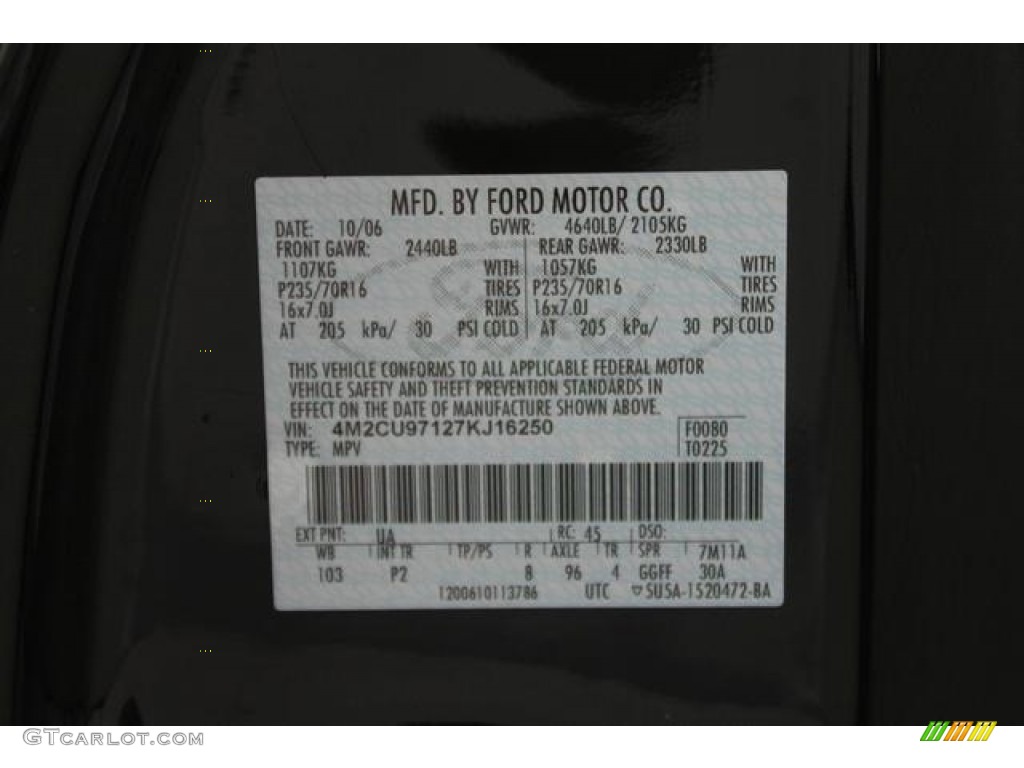 MFD. BY FORD MOTOR CO.
DATE: 10/06 GVWR: 4640LB/ 2105KG
FRONT GAWR: 2440LB REAR GAWR: 2330LB
1107KG WITH 1057KG WITH
P235/70R16 TIRES P235/70R16 TIRES
16x7.0J RIMS 16x7.0J RIMS
AT 205 kPa/ 30 PSI COLD AT 205 kPa/ 30 PSI COLD
THIS VEHICLE CONFORMS TO ALL APPLICABLE FEDERAL MOTOR
VEHICLE SAFETY AND THEFT PREVENTION STANDARDS IN
EFFECT ON THE DATE OF MANUFACTURE SHOWN ABOVE.
VIN: 4M2CU97127KJ16250 F0080
TYPE: MPV T0225
EXT PNT: UA RC: 45 DSO:
WB INT TR TP/PS R AXLE TR SPR 7M11A
103 P2 8 96 4 GGFF 30A
1200610113786 UTC ▽SU5A-1520472-BA
GTCarLot.com